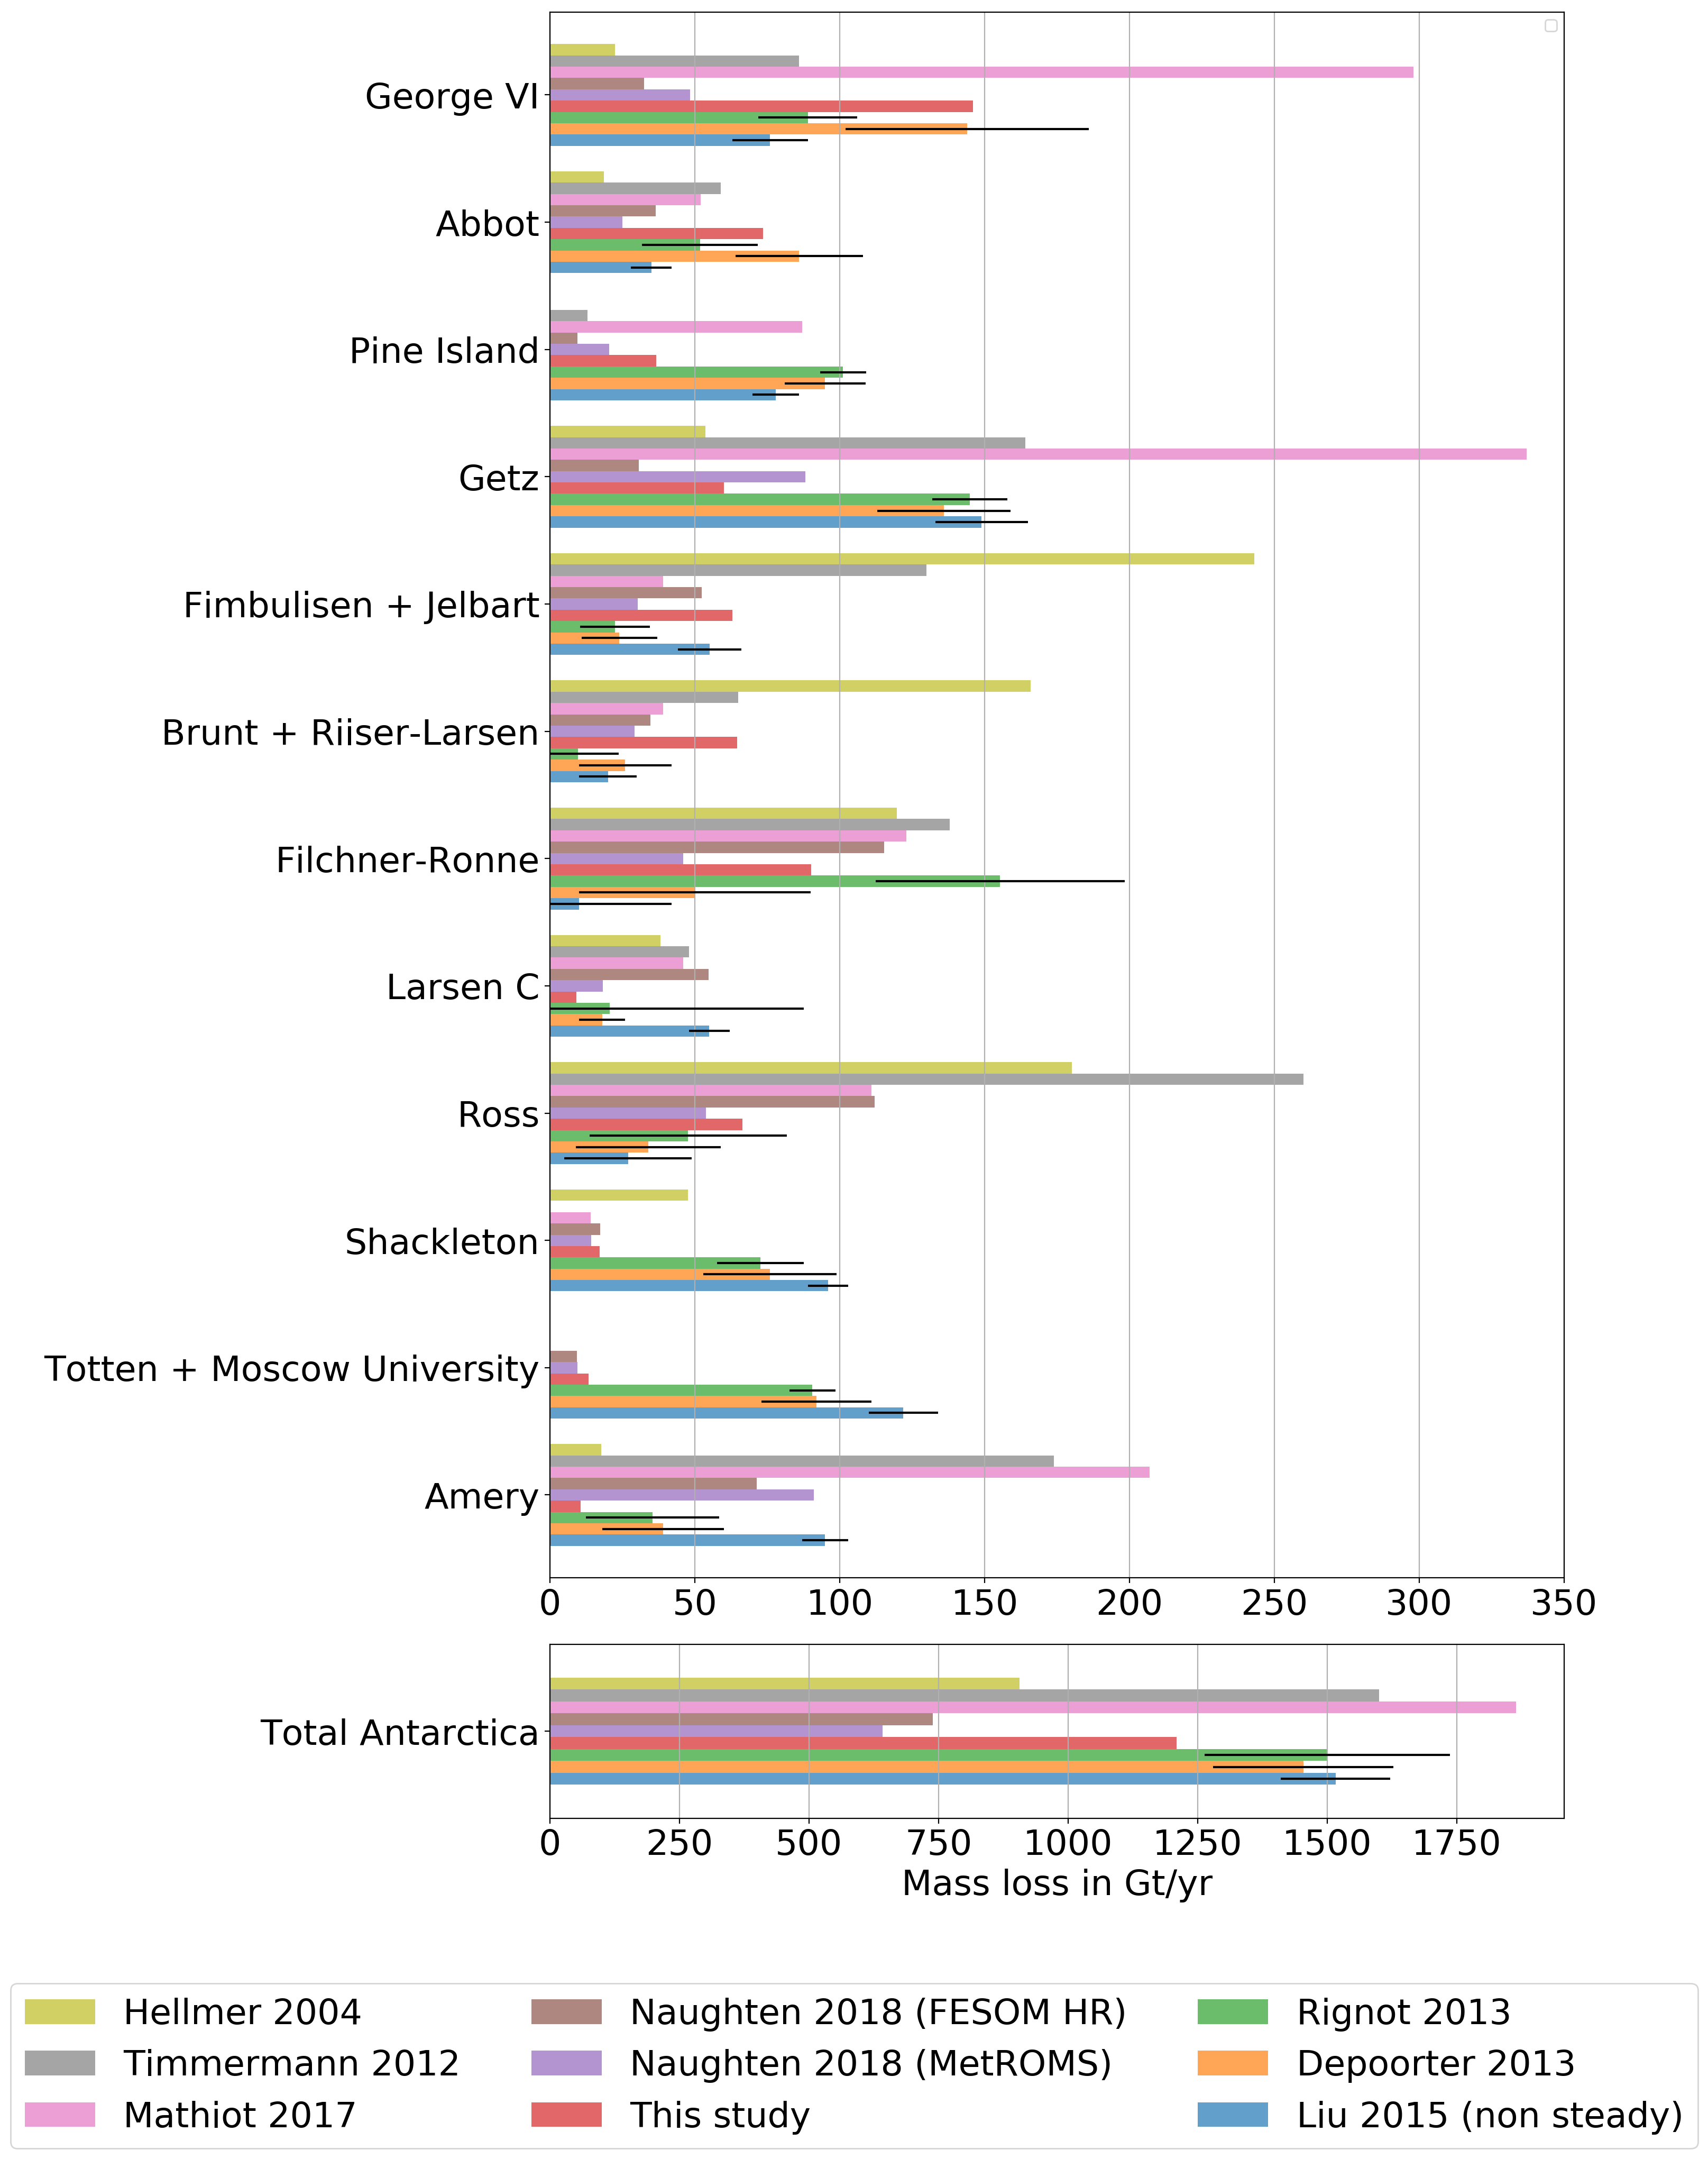 George VI
Abbot
Pine Island
Getz
Fimbulisen + Jelbart
Brunt + Riiser-Larsen
Filchner-Ronne
Larsen C
Ross
Shackleton
Totten + Moscow University
Amery
0 50 100 150 200 250 300 350
Total Antarctica
0 250 500 750 1000 1250 1500 1750
Mass loss in Gt/yr
Hellmer 2004
Timmermann 2012
Mathiot 2017
Naughten 2018 (FESOM HR)
Naughten 2018 (MetROMS)
This study
Rignot 2013
Depoorter 2013
Liu 2015 (non steady)